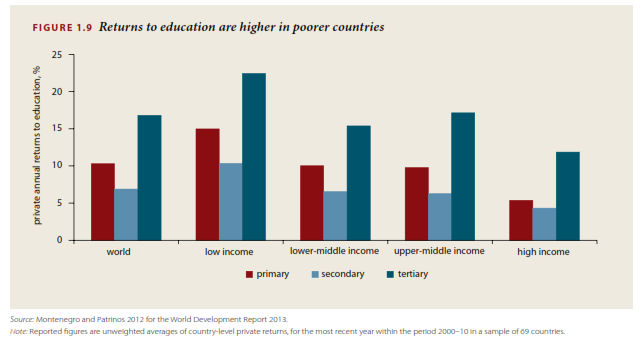 FIGURE 1.9 Returns to education are higher in poorer countries
private annual returns to education, %
25
20
15
10
5
0
world low income lower-middle income upper-middle income high income
primary secondary tertiary
Source: Montenegro and Patrinos 2012 for the World Development Report 2013.
Note: Reported figures are unweighted averages of country-level private returns, for the most recent year within the period 2000–10 in a sample of 69 countries.